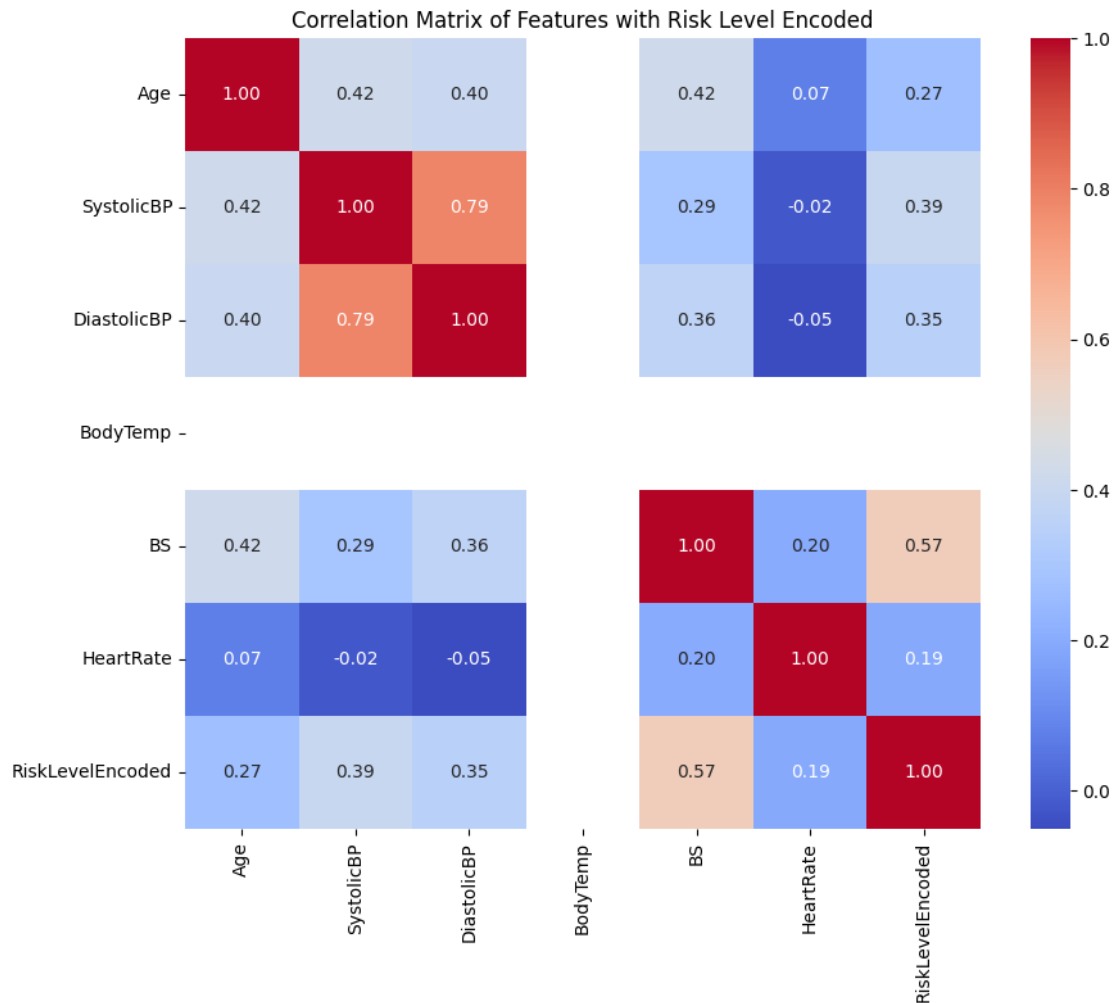 Correlation Matrix of Features with Risk Level Encoded
Age 1.00 0.42 0.40 0.42 0.07 0.27
SystolicBP 0.42 1.00 0.79 0.29 -0.02 0.39
DiastolicBP 0.40 0.79 1.00 0.36 -0.05 0.35
BodyTemp
BS 0.42 0.29 0.36 1.00 0.20 0.57
HeartRate 0.07 -0.02 -0.05 0.20 1.00 0.19
RiskLevelEncoded 0.27 0.39 0.35 0.57 0.19 1.00
Age
SystolicBP
DiastolicBP
BodyTemp
BS
HeartRate
RiskLevelEncoded
1.0
0.8
0.6
0.4
0.2
0.0